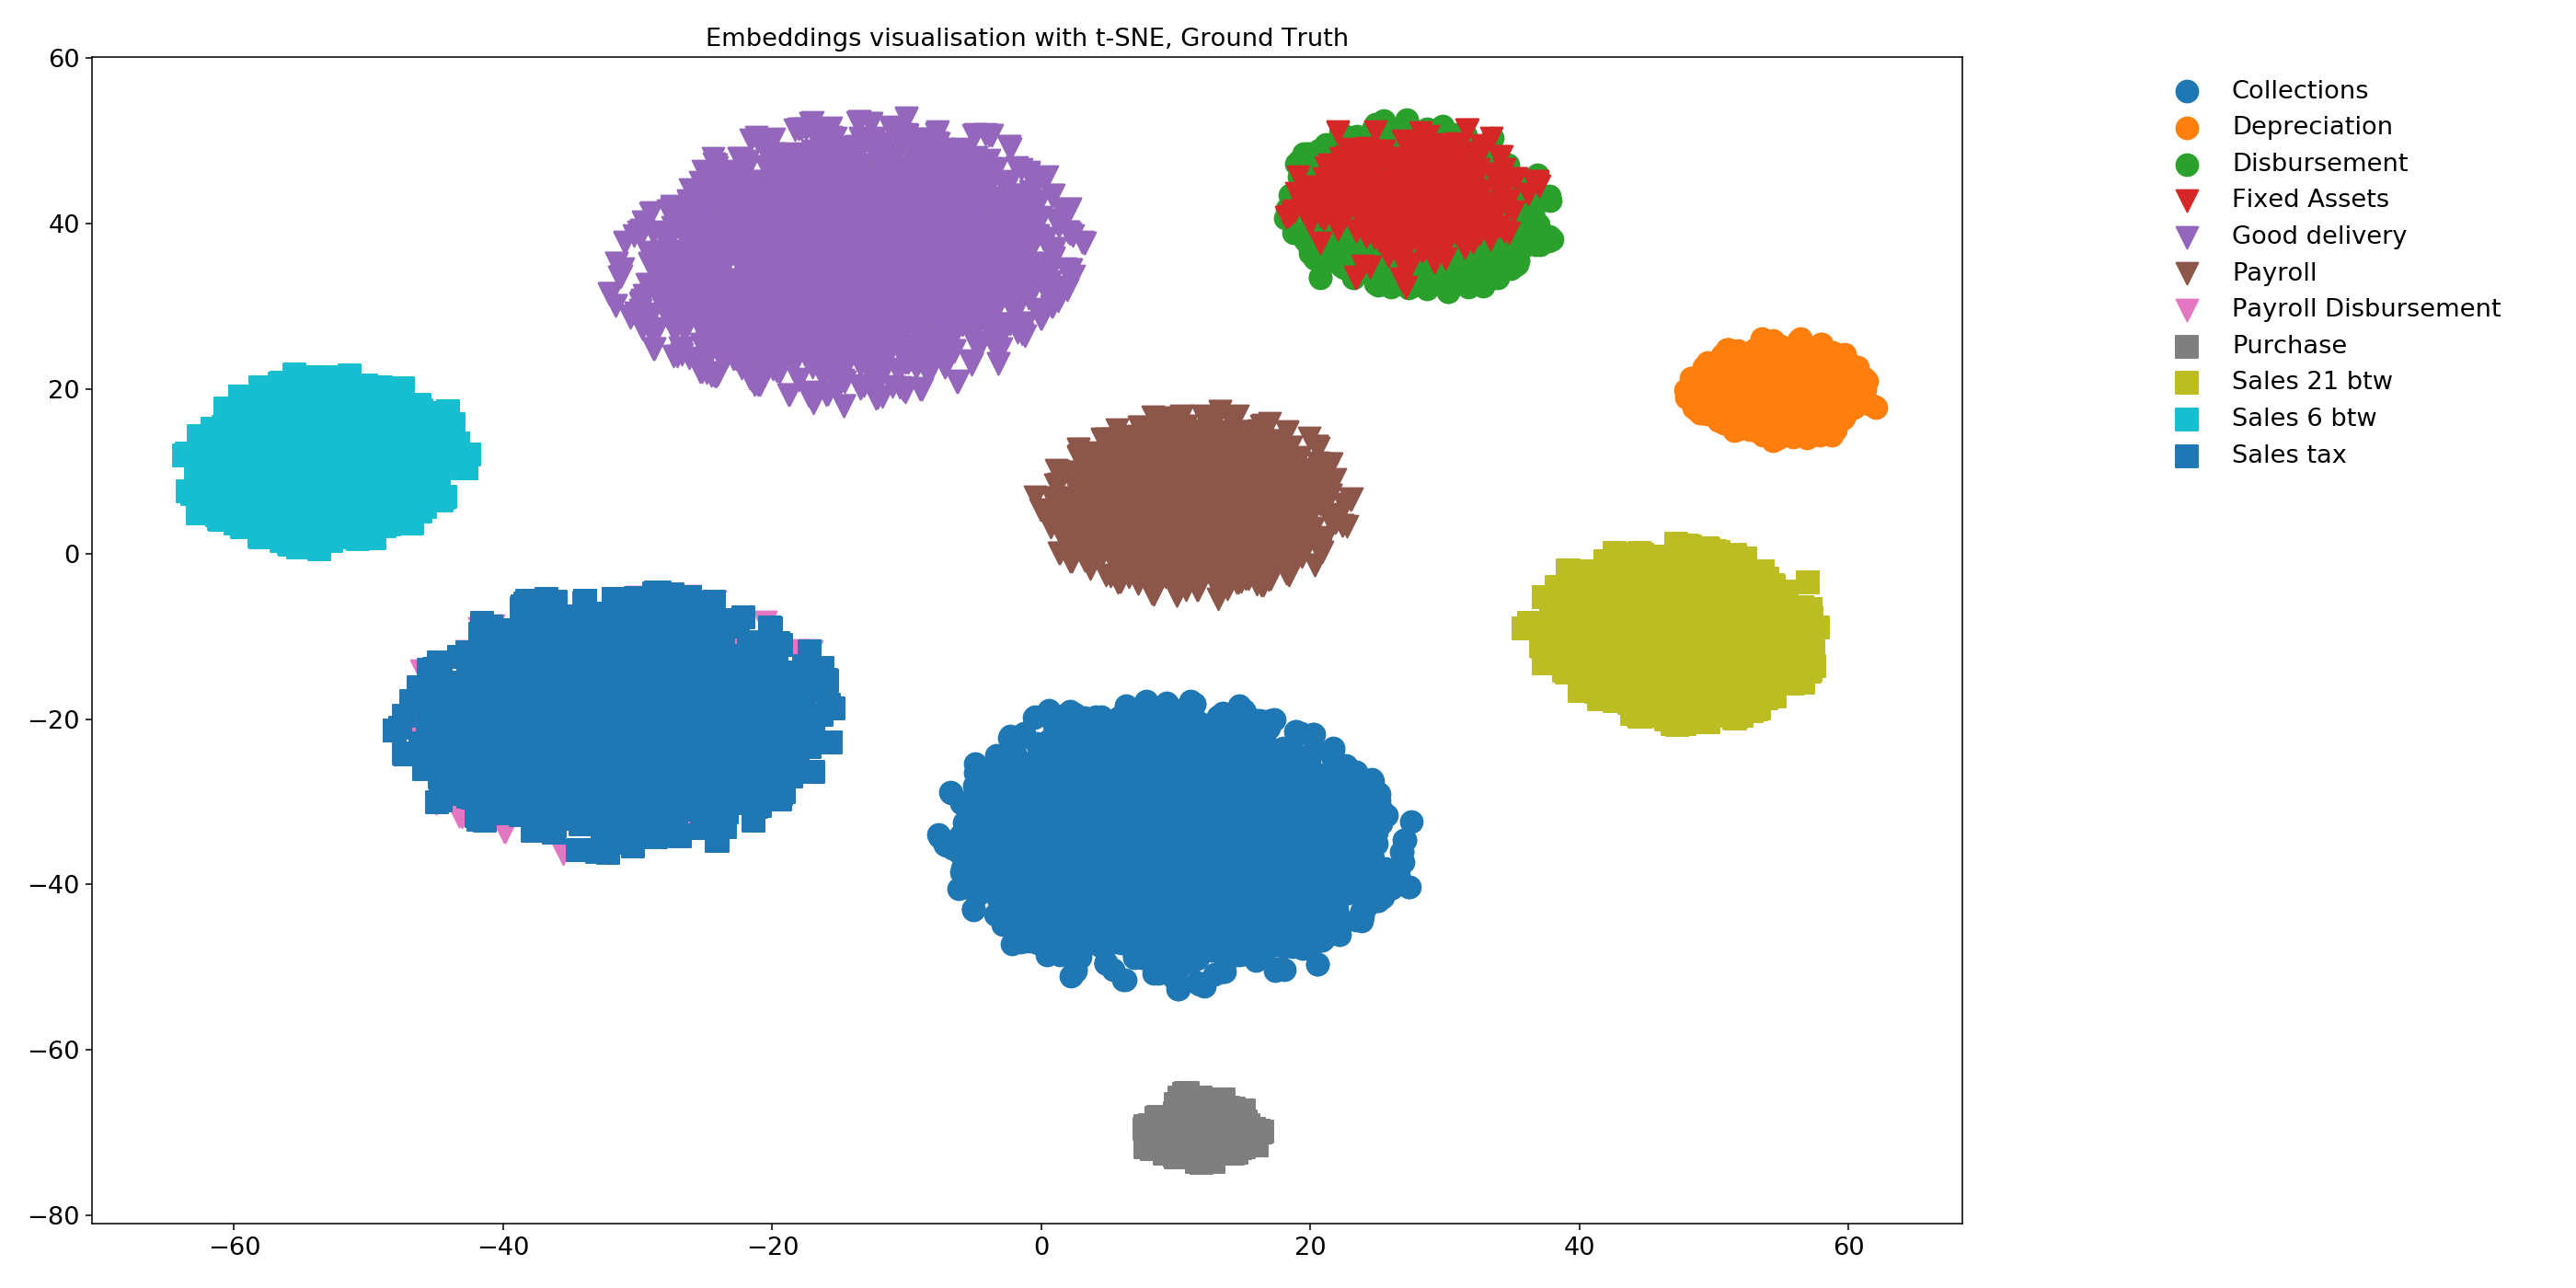 Embeddings visualisation with t-SNE, Ground Truth
60
40
20
0
−20
−40
−60
−80
−60
−40
−20
0
20
40
60
Collections
Depreciation
Disbursement
Fixed Assets
Good delivery
Payroll
Payroll Disbursement
Purchase
Sales 21 btw
Sales 6 btw
Sales tax